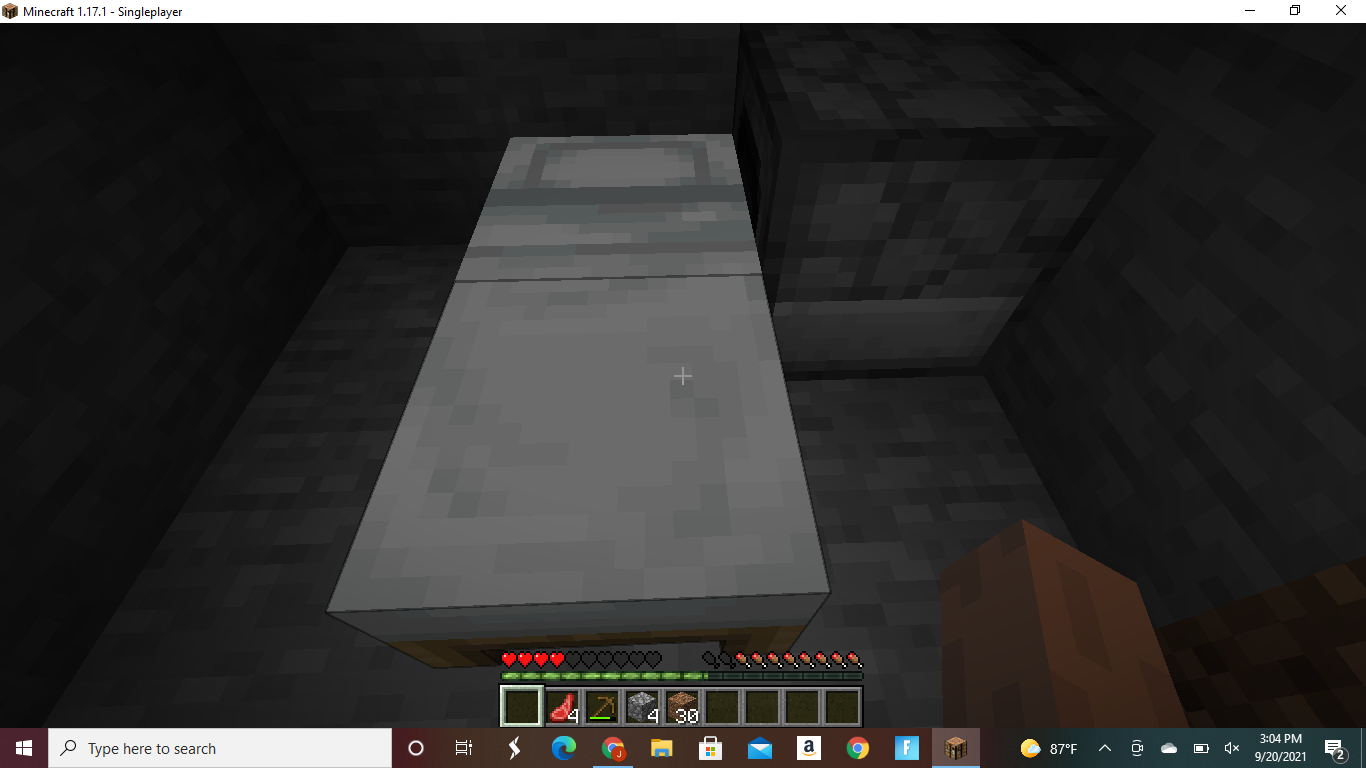 Minecraft 1.17.1 - Singleplayer
4
4
30
Type here to search
J
a
F
87°F
3:04 PM
9/20/2021
2